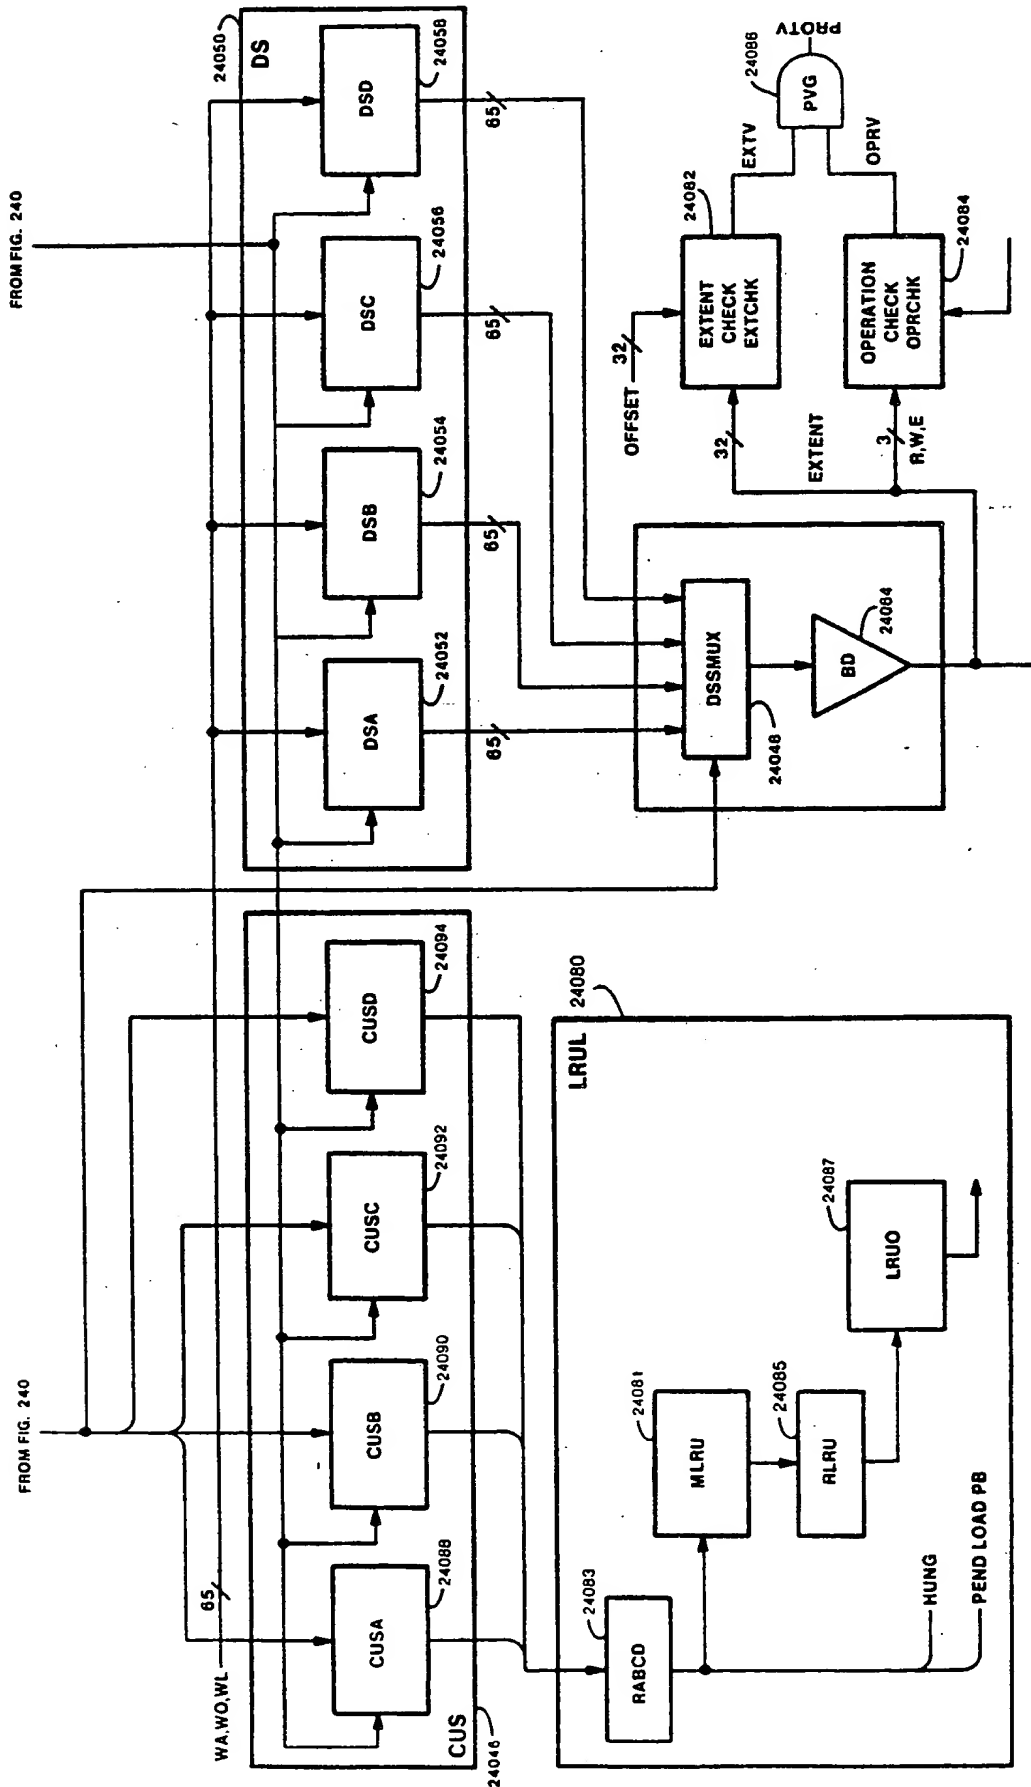 FROM FIG. 240
FROM FIG. 240
24050
DS
DSA
24052
DSB
24054
DSC
24056
DSD
24058
65
65
65
65
WA,WO,WL
65
CUS
24046
CUSA
24088
CUSB
24090
CUSC
24092
CUSD
24094
DSSMUX
24048
BD
24084
OFFSET
32
32
EXTENT
3
R,W,E
EXTENT
CHECK
EXTCHK
24082
OPERATION
CHECK
OPRCHK
24084
EXTV
OPRV
PVG
24086
PROTV
LRUL
24080
RABCD
24083
MLRU
24081
RLRU
24085
LRUO
24087
HUNG
PEND LOAD PB